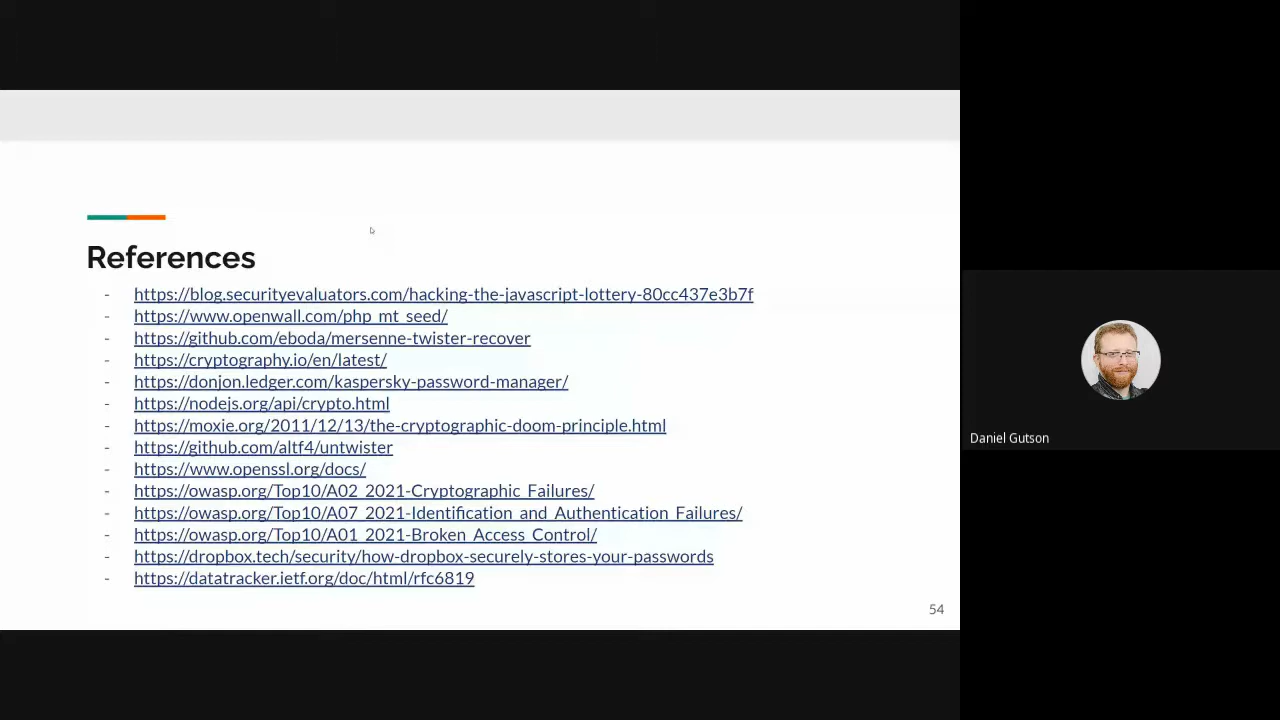 References
- https://blog.securityevaluators.com/hacking-the-javascript-lottery-80cc437e3b7f
- https://www.openwall.com/php_mt_seed/
- https://github.com/eboda/mersenne-twister-recover
- https://cryptography.io/en/latest/
- https://donjon.ledger.com/kaspersky-password-manager/
- https://nodejs.org/api/crypto.html
- https://moxie.org/2011/12/13/the-cryptographic-doom-principle.html
- https://github.com/altf4/untwister
- https://www.openssl.org/docs/
- https://owasp.org/Top10/A02_2021-Cryptographic_Failures/
- https://owasp.org/Top10/A07_2021-Identification_and_Authentication_Failures/
- https://owasp.org/Top10/A01_2021-Broken_Access_Control/
- https://dropbox.tech/security/how-dropbox-securely-stores-your-passwords
- https://datatracker.ietf.org/doc/html/rfc6819
54
Daniel Gutson